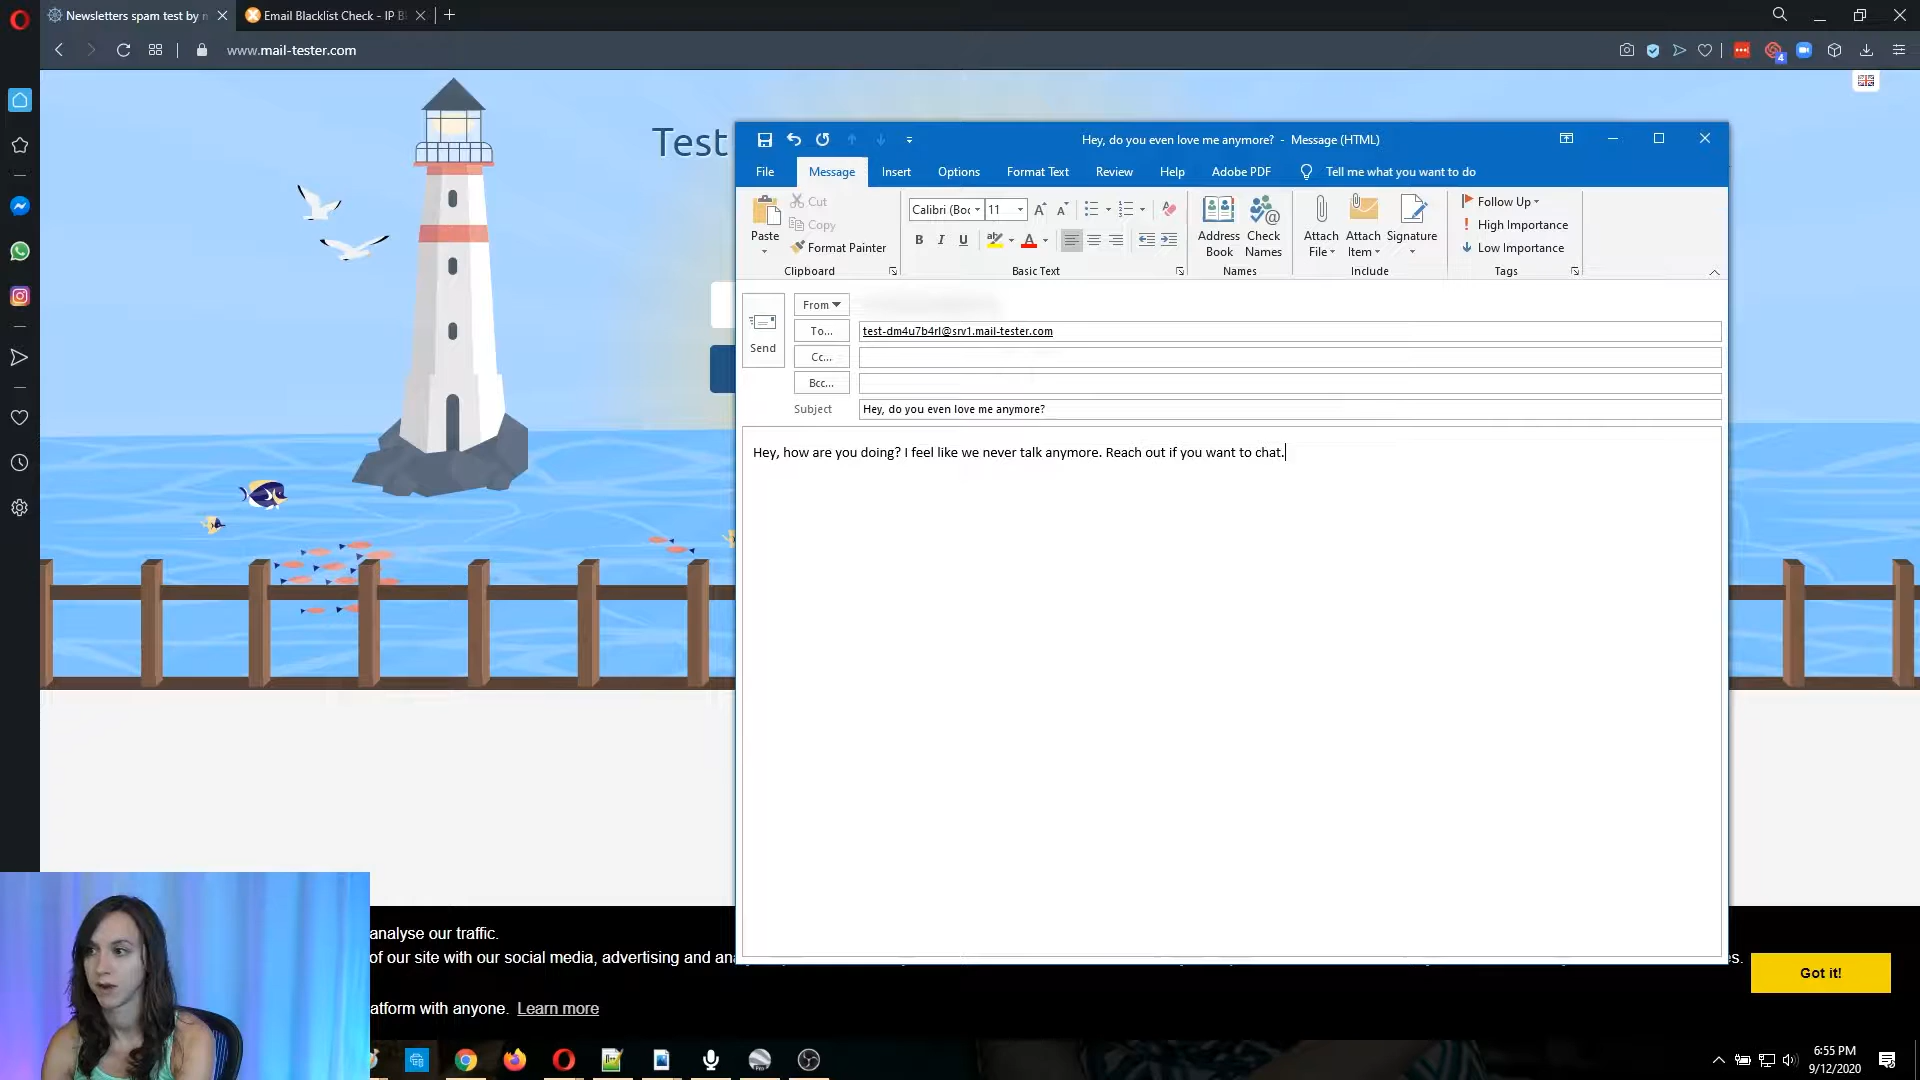 Newsletters spam test by
Email Blacklist Check - IP B
www.mail-tester.com
4
Test
Hey, do you even love me anymore? - Message (HTML)
File Message Insert Options Format Text Review Help Adobe PDF Tell me what you want to do
Paste
Cut
Copy
Format Painter
Clipboard
Calibri (Boc 11
B I U
Basic Text
Address Book
Check Names
Names
Attach File
Attach Item
Signature
Include
Follow Up
High Importance
Low Importance
Tags
Send
From
To... test-dm4u7b4rl@srv1.mail-tester.com
Cc...
Bcc...
Subject Hey, do you even love me anymore?
Hey, how are you doing? I feel like we never talk anymore. Reach out if you want to chat.
analyse our traffic.
of our site with our social media, advertising and
atform with anyone. Learn more
Got it!
6:55 PM
9/12/2020